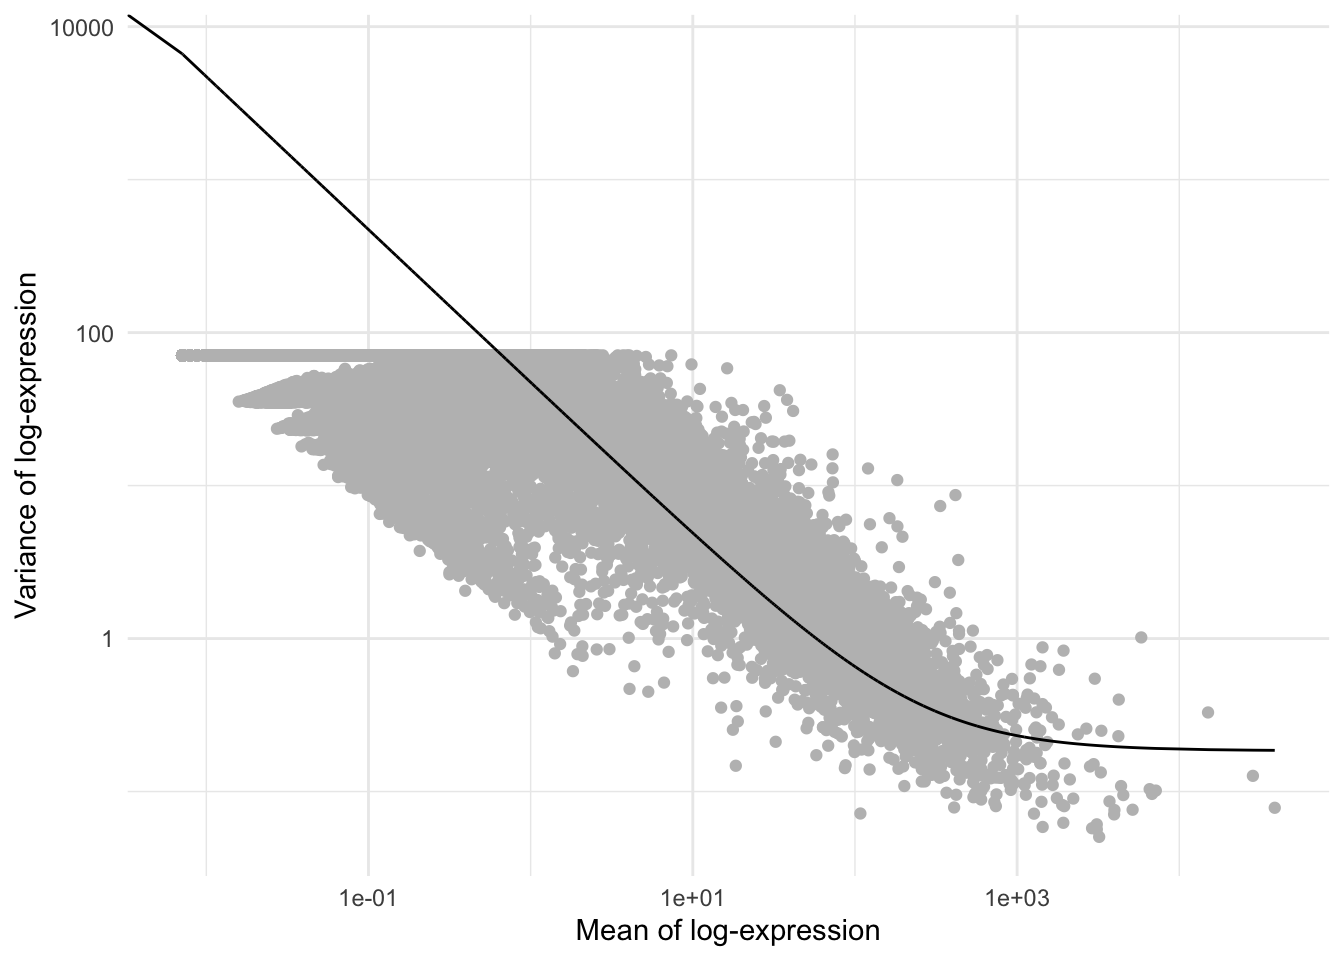 10000
100
1
Variance of log-expression
1e-01
1e+01
1e+03
Mean of log-expression